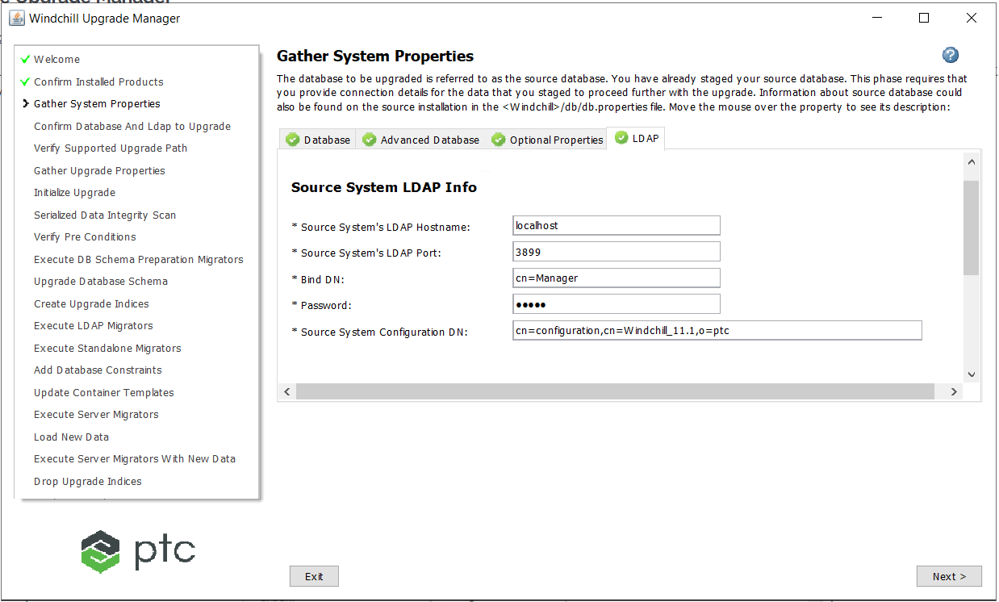 Windchill Upgrade Manager
Welcome
Confirm Installed Products
Gather System Properties
Confirm Database And Ldap to Upgrade
Verify Supported Upgrade Path
Gather Upgrade Properties
Initialize Upgrade
Serialized Data Integrity Scan
Verify Pre Conditions
Execute DB Schema Preparation Migrators
Upgrade Database Schema
Create Upgrade Indices
Execute LDAP Migrators
Execute Standalone Migrators
Add Database Constraints
Update Container Templates
Execute Server Migrators
Load New Data
Execute Server Migrators With New Data
Drop Upgrade Indices
ptc
Gather System Properties
The database to be upgraded is referred to as the source database. You have already staged your source database. This phase requires that
you provide connection details for the data that you staged to proceed further with the upgrade. Information about source database could
also be found on the source installation in the <Windchill>/db/db.properties file. Move the mouse over the property to see its description:
Database Advanced Database Optional Properties LDAP
Source System LDAP Info
* Source System's LDAP Hostname: localhost
* Source System's LDAP Port: 3899
* Bind DN: cn=Manager
* Password: ●●●●●
* Source System Configuration DN: cn=configuration,cn=Windchill_11.1,o=ptc
Exit
Next >